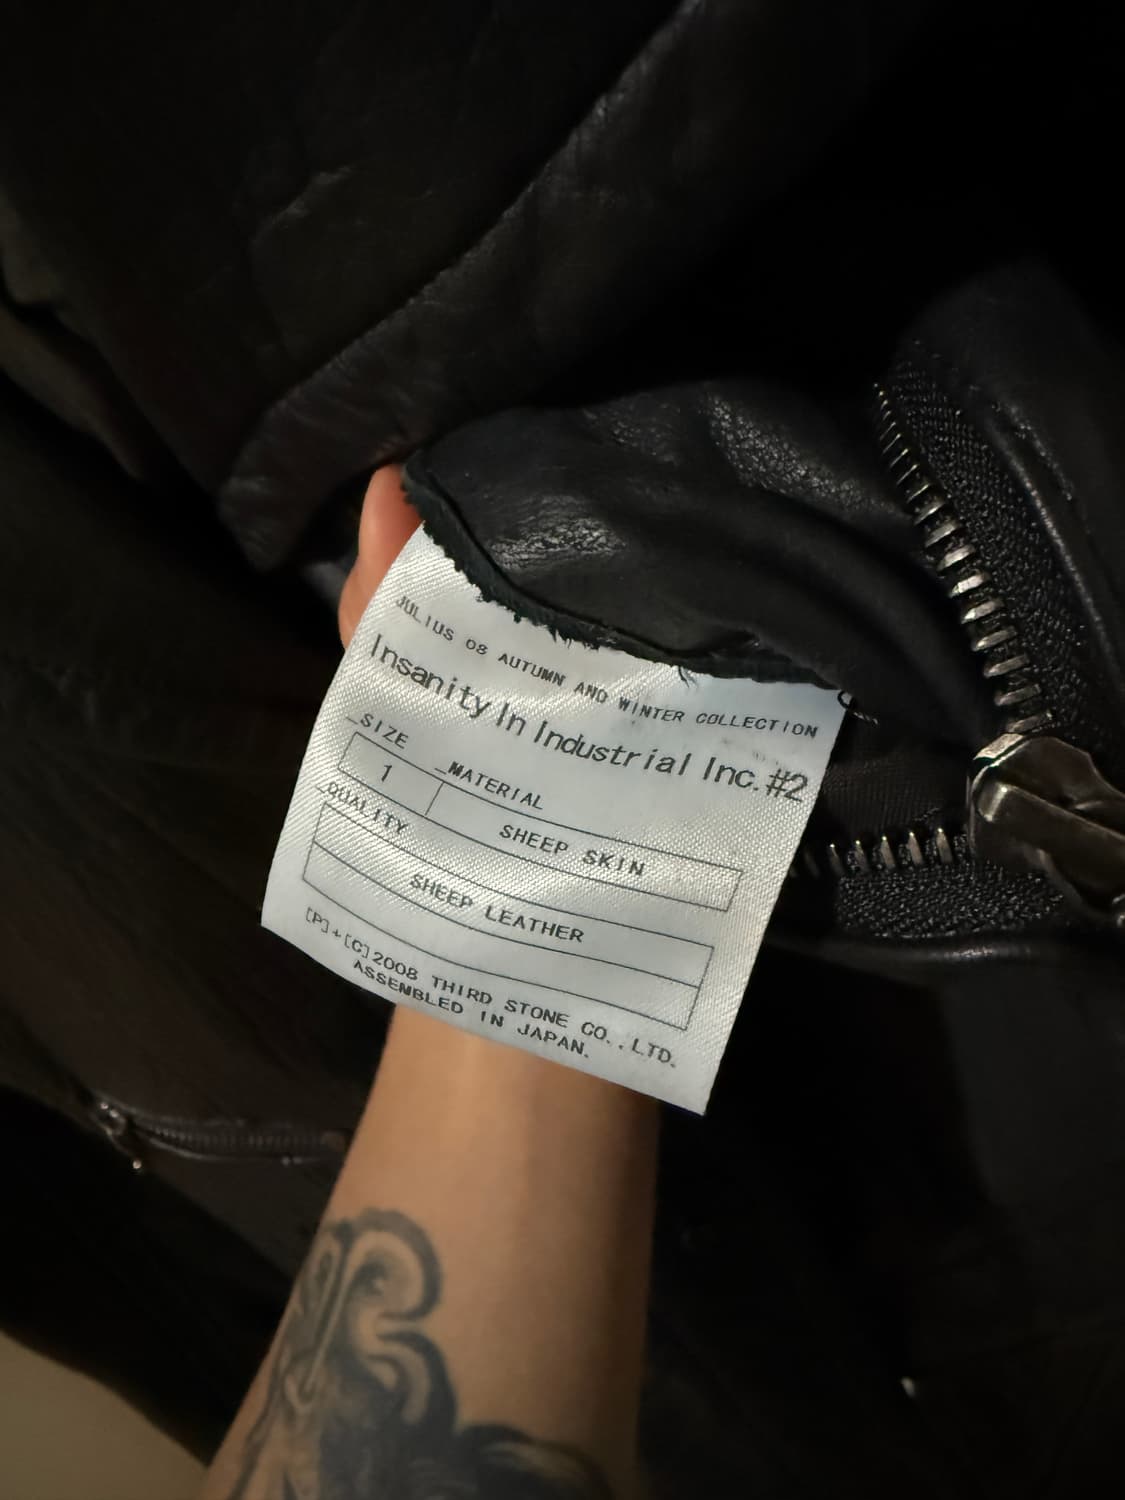 JULIUS 08 AUTUMN AND WINTER COLLECTION
Insanity In Industrial Inc.#2
_SIZE _MATERIAL
1 SHEEP SKIN
_QUALITY
SHEEP LEATHER
[P]+[C]2008 THIRD STONE CO.,LTD.
ASSEMBLED IN JAPAN.